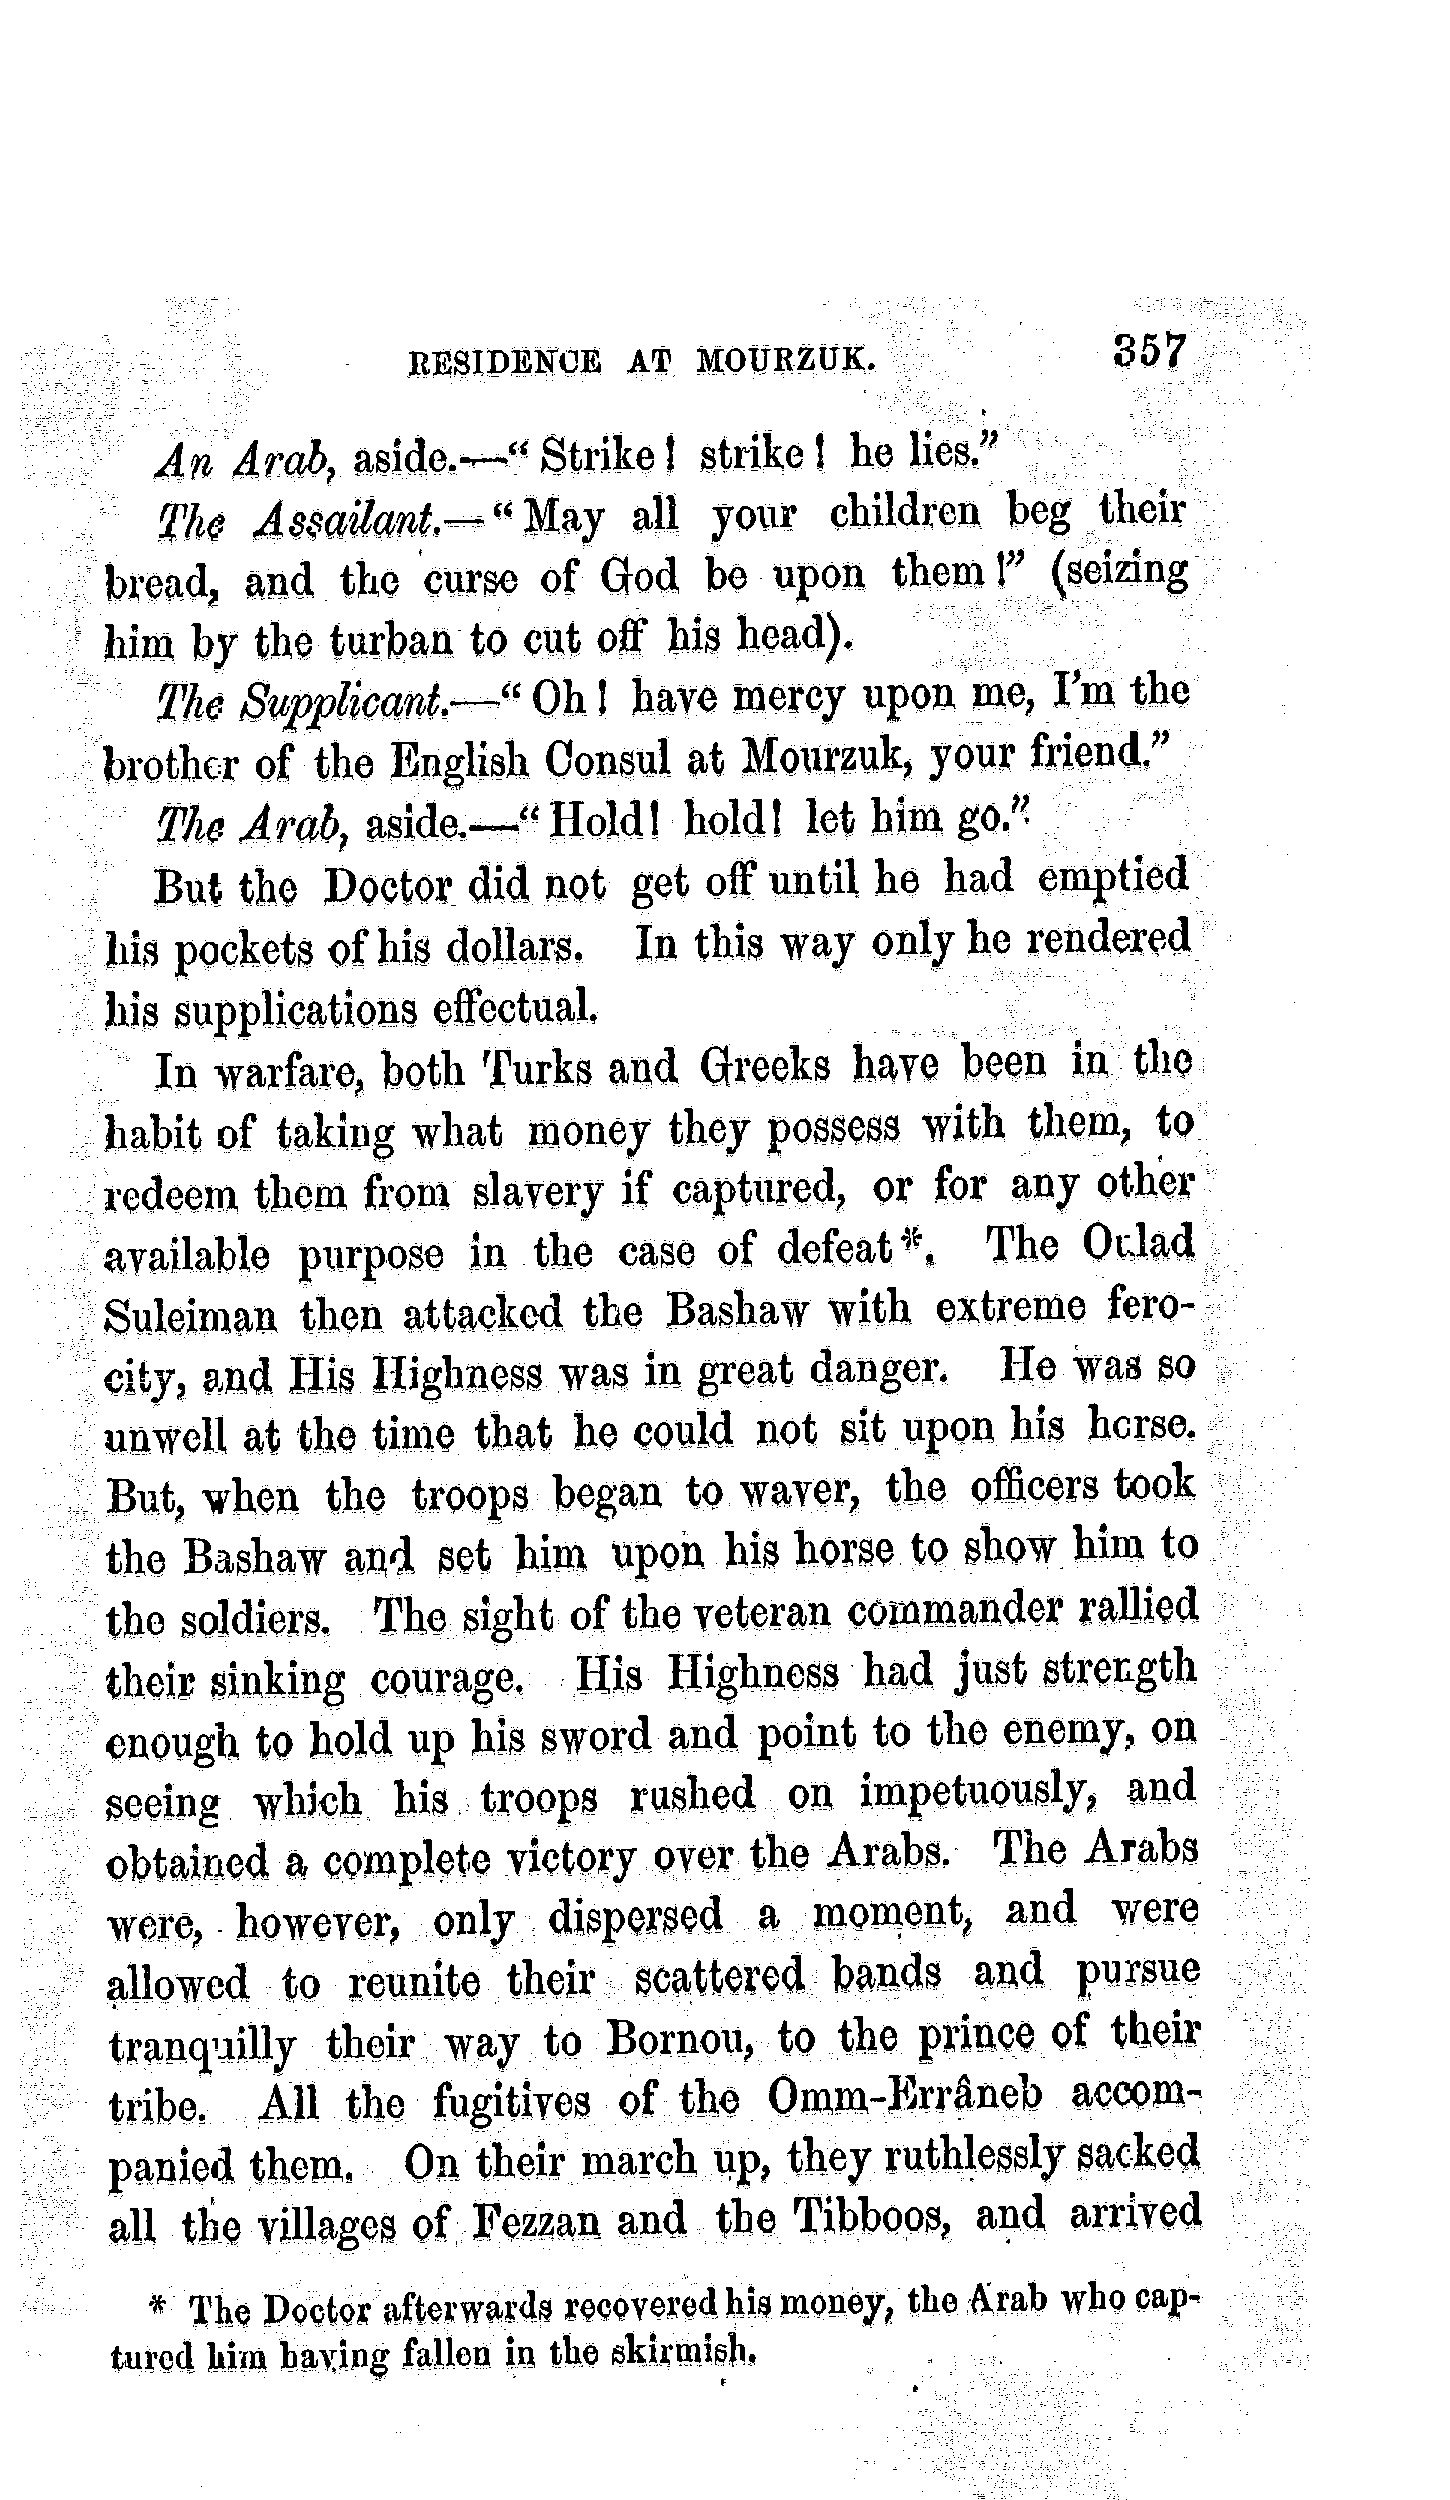 RESIDENCE AT MOURZUK. 357
An Arab, aside.—“Strike! strike! he lies.”
The Assailant.—“May all your children beg their
bread, and the curse of God be upon them!” (seizing
him by the turban to cut off his head).
The Supplicant.—“Oh! have mercy upon me, I’m the
brother of the English Consul at Mourzuk, your friend.”
The Arab, aside.—“Hold! hold! let him go.”
But the Doctor did not get off until he had emptied
his pockets of his dollars. In this way only he rendered
his supplications effectual.
In warfare, both Turks and Greeks have been in the
habit of taking what money they possess with them, to
redeem them from slavery if captured, or for any other
available purpose in the case of defeat*. The Oulad
Suleiman then attacked the Bashaw with extreme fero-
city, and His Highness was in great danger. He was so
unwell at the time that he could not sit upon his horse.
But, when the troops began to waver, the officers took
the Bashaw and set him upon his horse to show him to
the soldiers. The sight of the veteran commander rallied
their sinking courage. His Highness had just strength
enough to hold up his sword and point to the enemy, on
seeing which his troops rushed on impetuously, and
obtained a complete victory over the Arabs. The Arabs
were, however, only dispersed a moment, and were
allowed to reunite their scattered bands and pursue
tranquilly their way to Bornou, to the prince of their
tribe. All the fugitives of the Omm-Errâneb accom-
panied them. On their march up, they ruthlessly sacked
all the villages of Fezzan and the Tibboos, and arrived
* The Doctor afterwards recovered his money, the Arab who cap-
tured him having fallen in the skirmish.